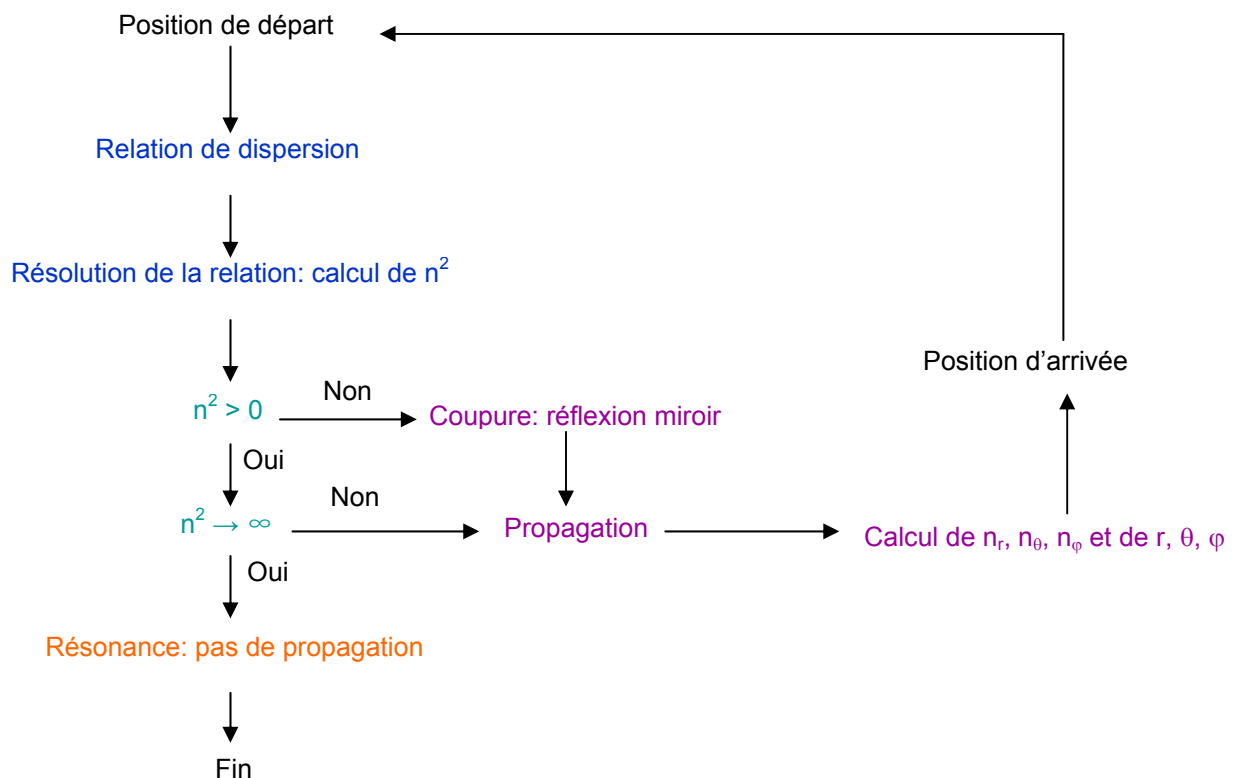 Position de départ
Relation de dispersion
Résolution de la relation: calcul de n²
Position d’arrivée
n² > 0
Non
Coupure: réflexion miroir
Oui
n² → ∞
Non
Propagation
Calcul de nᵣ, n_θ, n_φ et de r, θ, φ
Oui
Résonance: pas de propagation
Fin